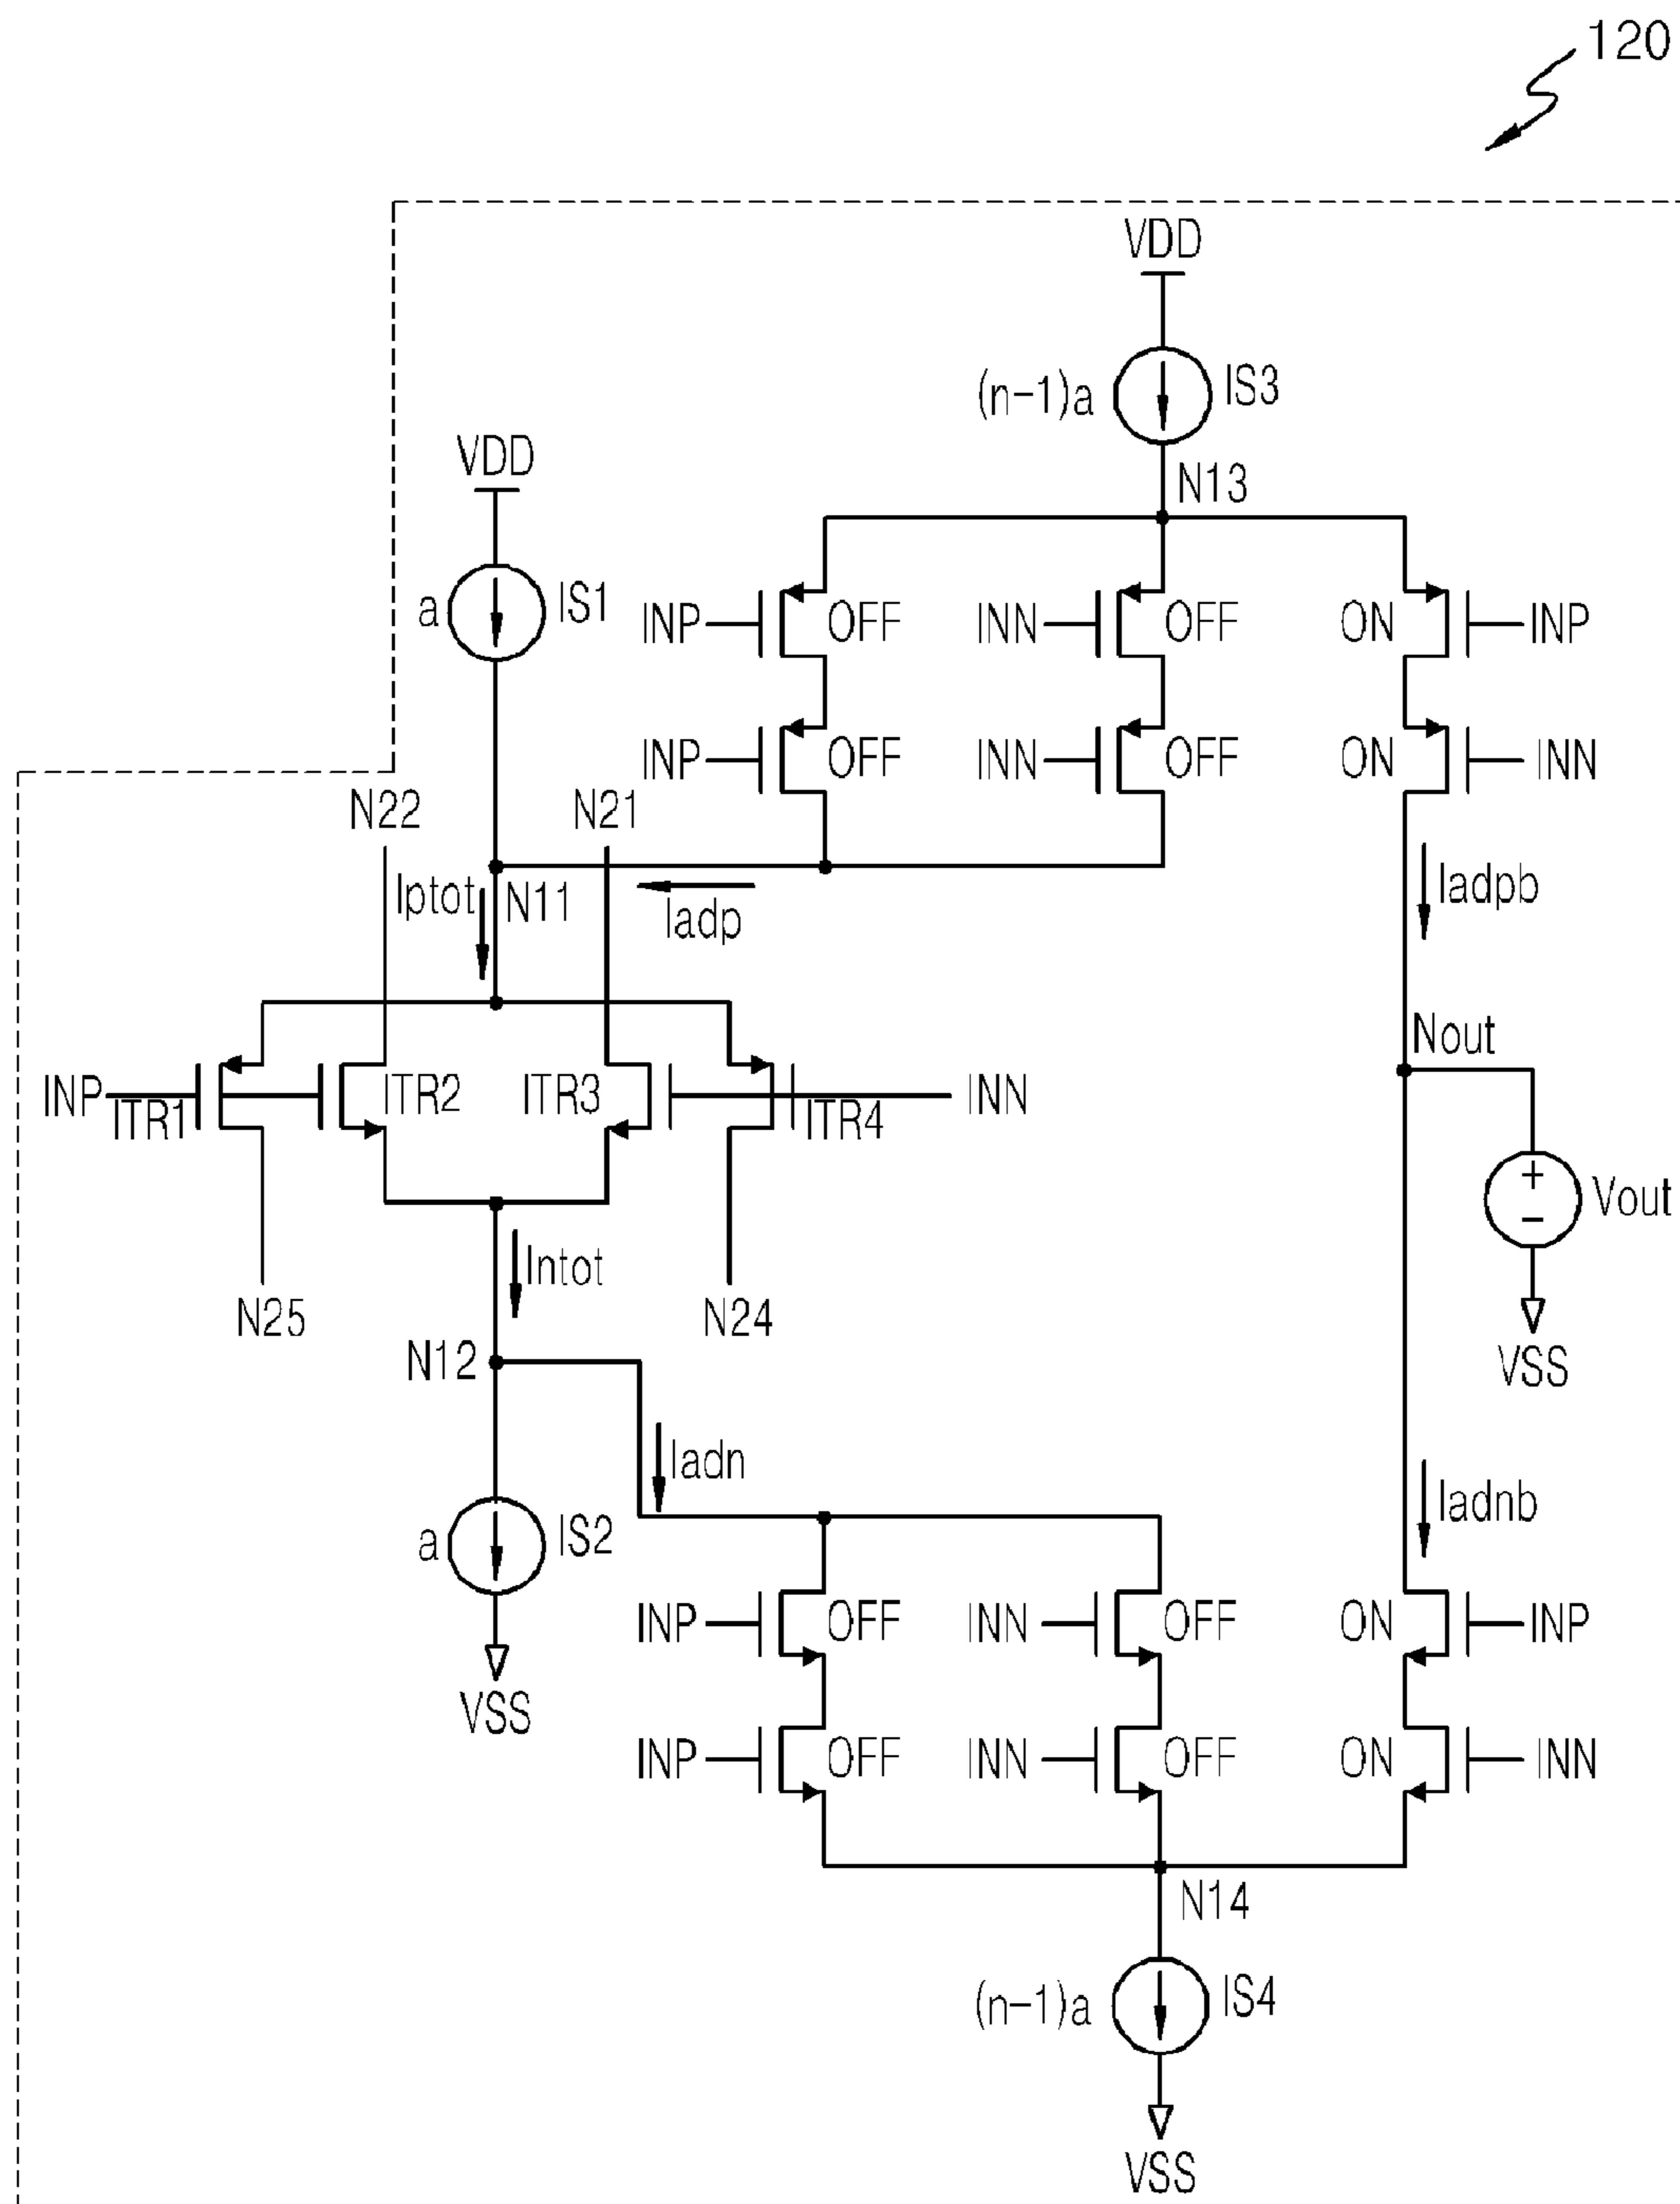 120
VDD
(n-1)a IS3
VDD
N13
a IS1
INP OFF INN OFF ON INP
INP OFF INN OFF ON INN
N22 N21
Iptot N11 Iadp Iadpb
Nout
INP ITR1 ITR2 ITR3 ITR4 INN
+
- Vout
Intot
N25 N24
N12 VSS
Iadn Iadnb
a IS2
INP OFF INN OFF ON INP
VSS
INP OFF INN OFF ON INN
N14
(n-1)a IS4
VSS